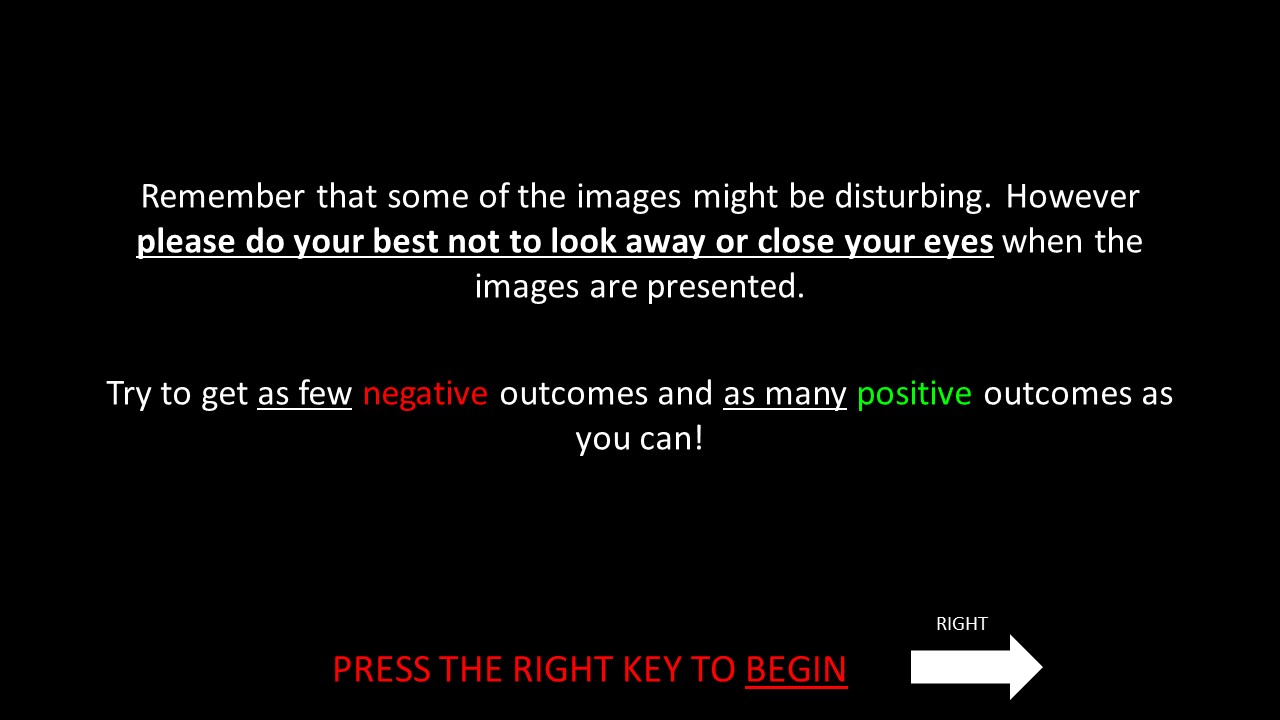 Remember that some of the images might be disturbing. However
please do your best not to look away or close your eyes when the
images are presented.
Try to get as few negative outcomes and as many positive outcomes as
you can!
RIGHT
PRESS THE RIGHT KEY TO BEGIN